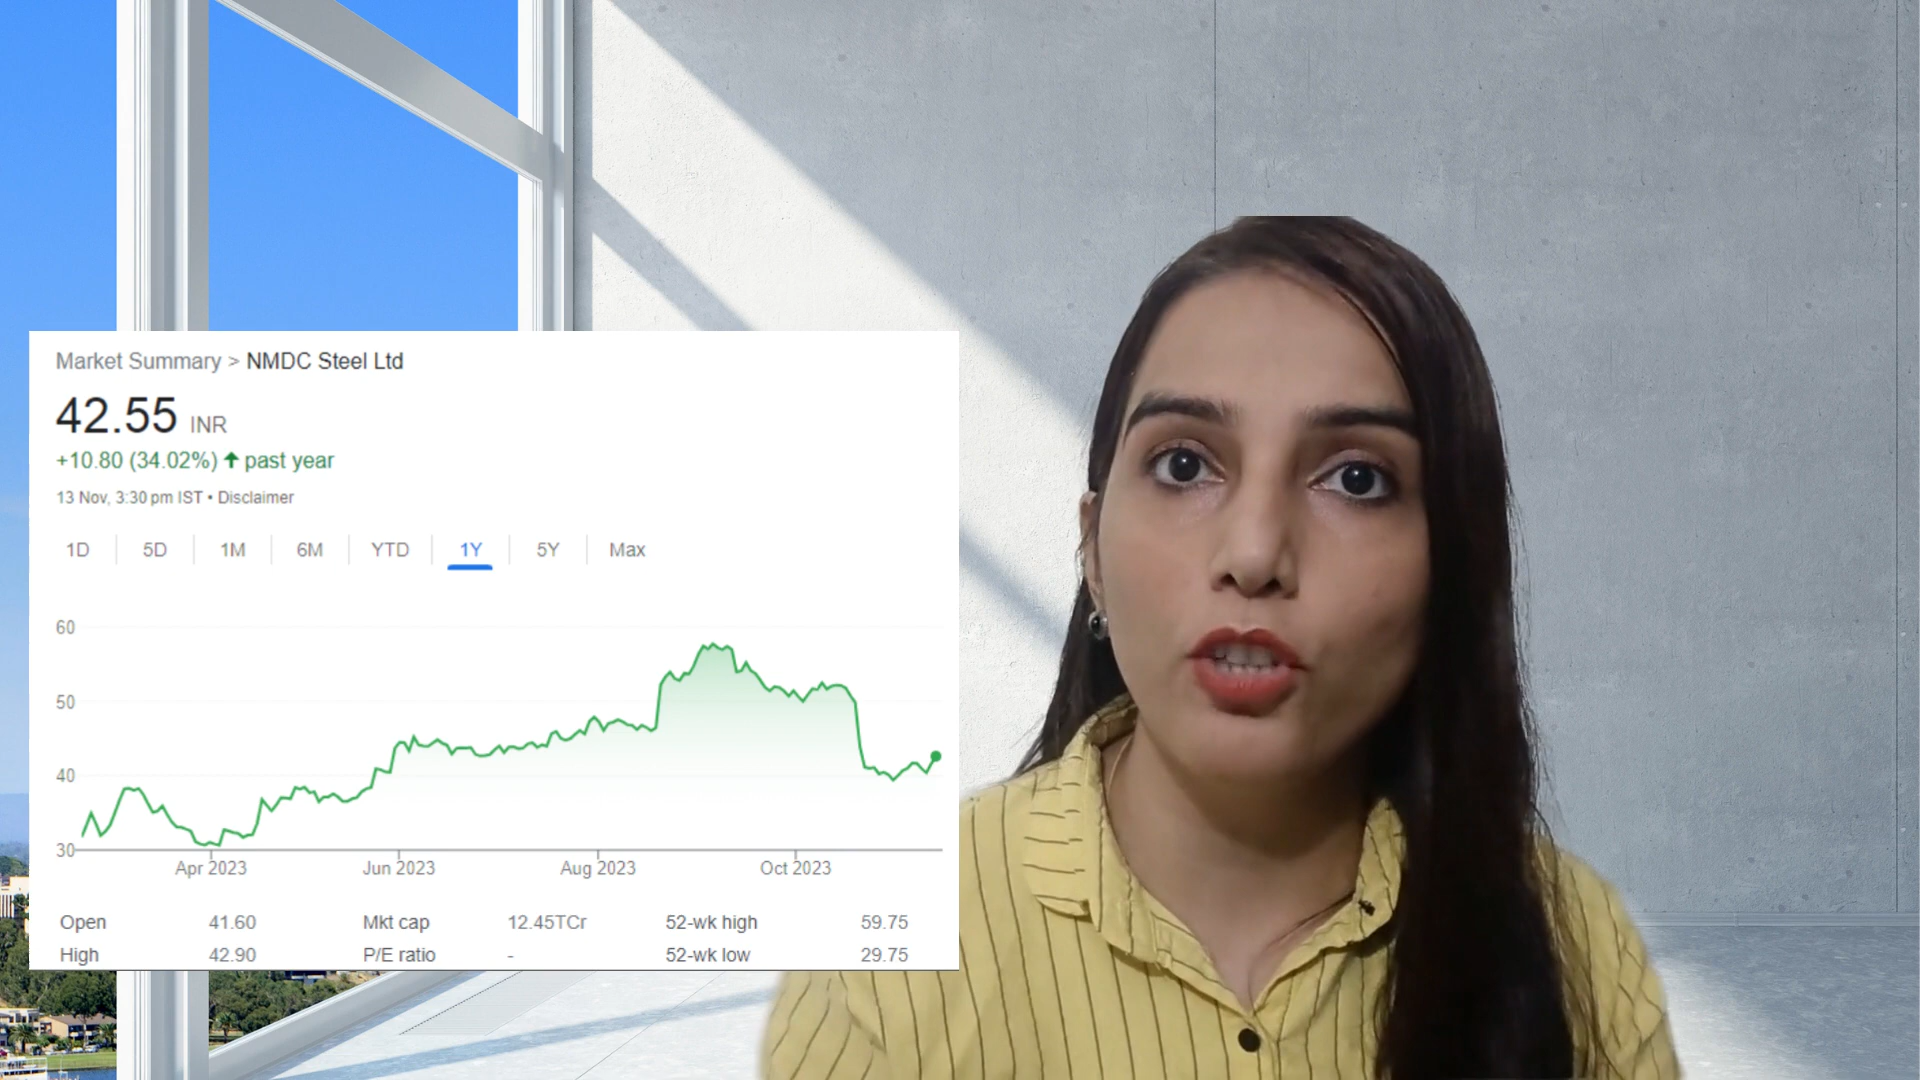 Market Summary > NMDC Steel Ltd
42.55 INR
+10.80 (34.02%) ↑ past year
13 Nov, 3:30 pm IST • Disclaimer
1D 5D 1M 6M YTD 1Y 5Y Max
60
50
40
30
Apr 2023 Jun 2023 Aug 2023 Oct 2023
Open 41.60 Mkt cap 12.45TCr 52-wk high 59.75
High 42.90 P/E ratio - 52-wk low 29.75